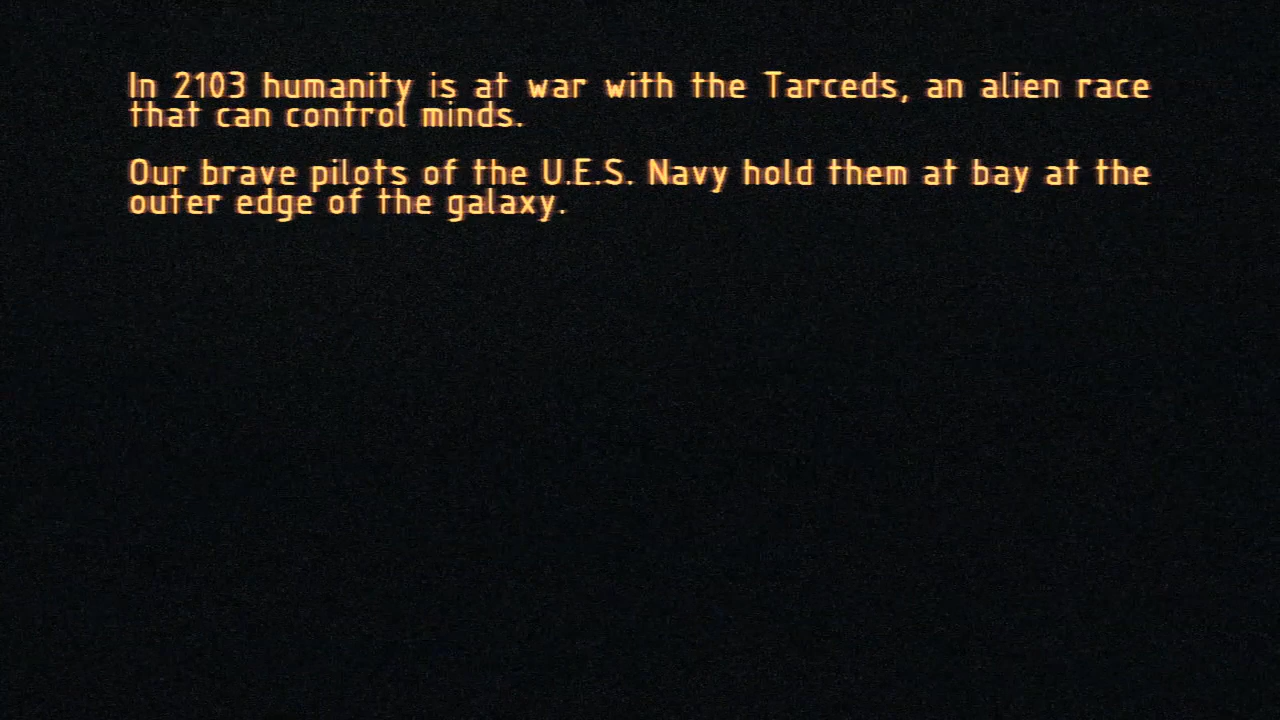 In 2103 humanity is at war with the Tarceds, an alien race
that can control minds.
Our brave pilots of the U.E.S. Navy hold them at bay at the
outer edge of the galaxy.